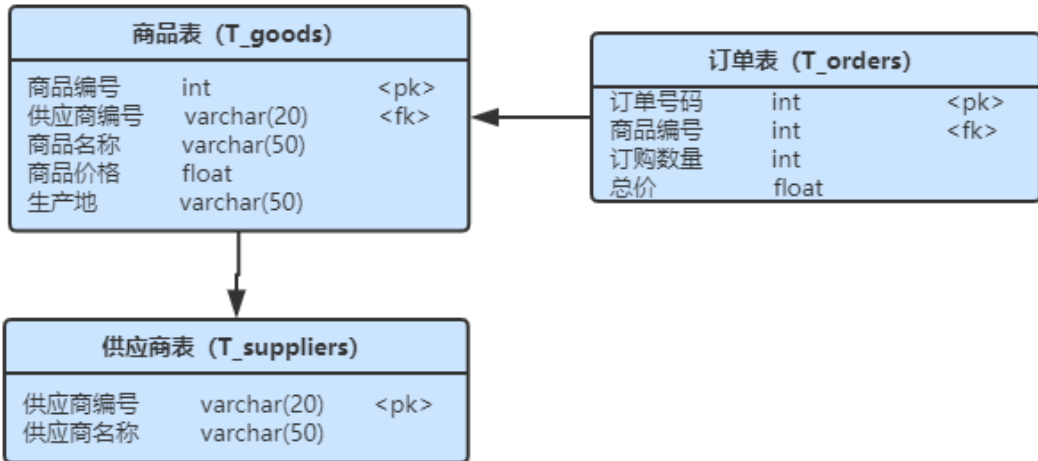 商品表（T_goods）
商品编号 int <pk>
供应商编号 varchar(20) <fk>
商品名称 varchar(50)
商品价格 float
生产地 varchar(50)
订单表（T_orders）
订单号码 int <pk>
商品编号 int <fk>
订购数量 int
总价 float
供应商表（T_suppliers）
供应商编号 varchar(20) <pk>
供应商名称 varchar(50)